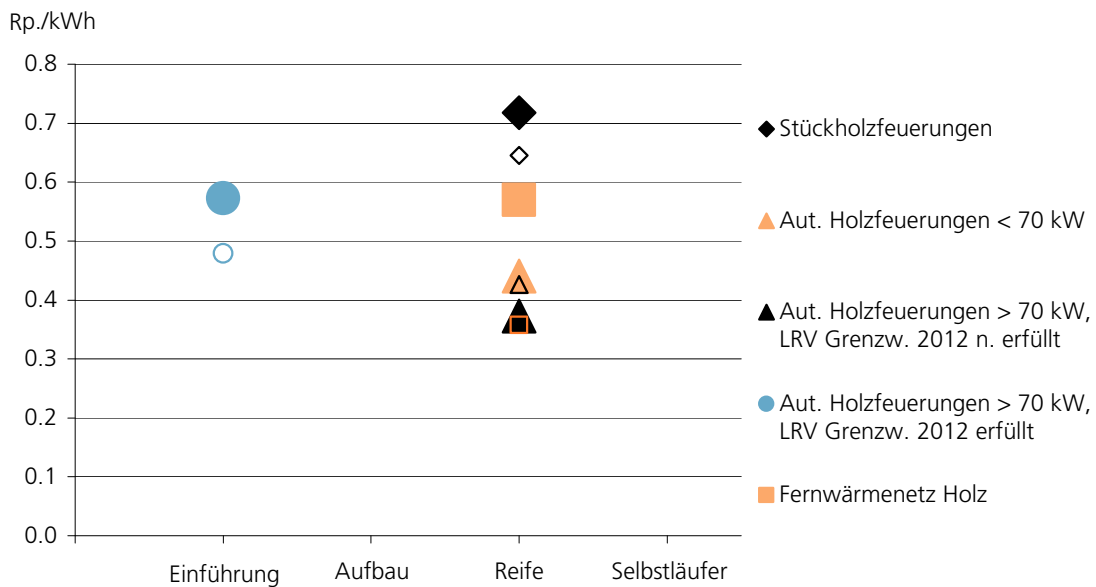 Rp./kWh
0.8
0.7
0.6
0.5
0.4
0.3
0.2
0.1
0.0
Einführung
Aufbau
Reife
Selbstläufer
Stückholzfeuerungen
Aut. Holzfeuerungen < 70 kW
Aut. Holzfeuerungen > 70 kW,
LRV Grenzw. 2012 n. erfüllt
Aut. Holzfeuerungen > 70 kW,
LRV Grenzw. 2012 erfüllt
Fernwärmenetz Holz